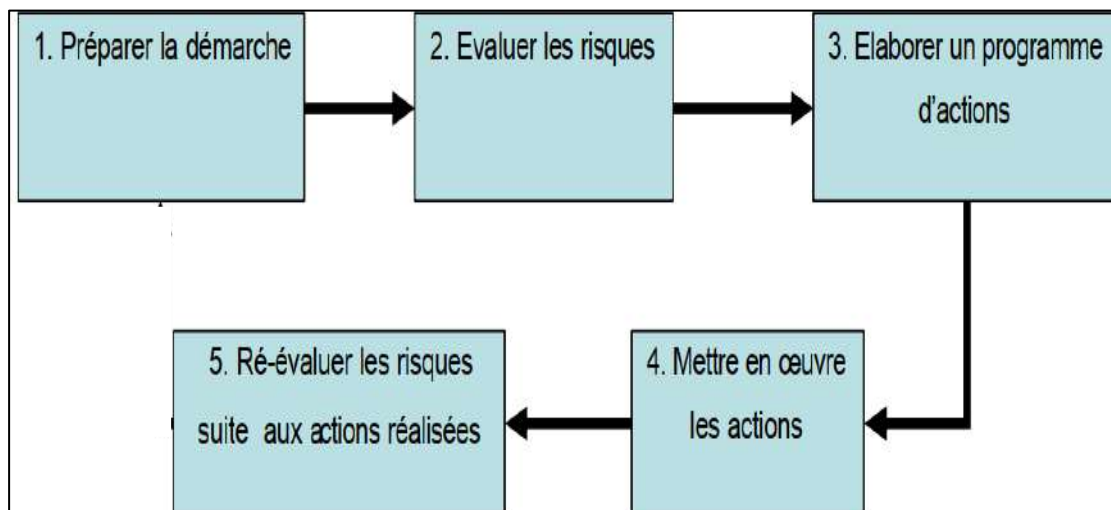 1. Préparer la démarche
2. Evaluer les risques
3. Elaborer un programme
d'actions
4. Mettre en œuvre
les actions
5. Ré-évaluer les risques
suite aux actions réalisées